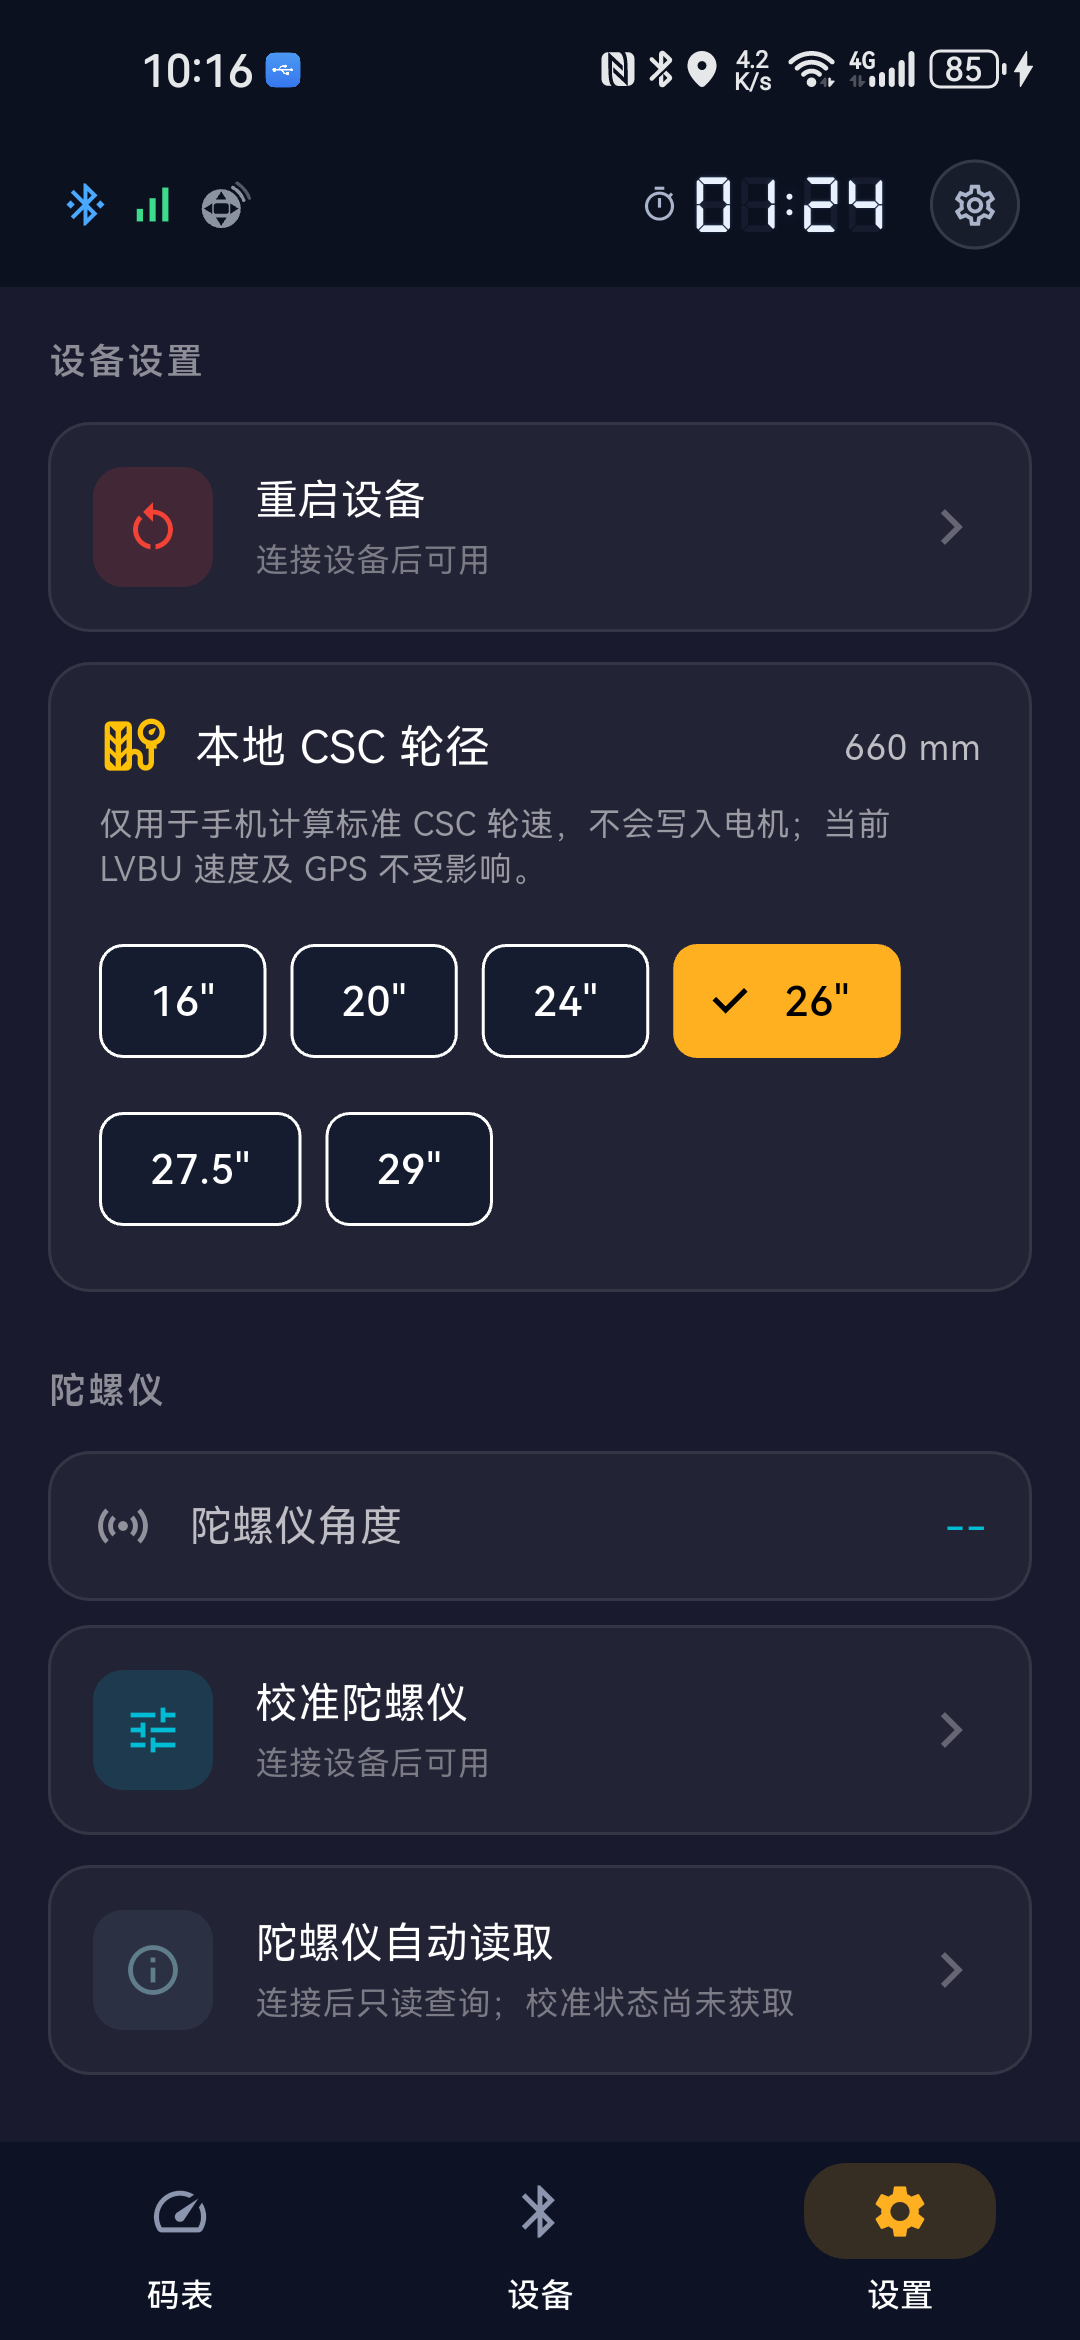 10:16
4.2
K/s
4G
85
01:24
设备设置
重启设备
连接设备后可用
本地 CSC 轮径
660 mm
仅用于手机计算标准 CSC 轮速，不会写入电机；当前
LVBU 速度及 GPS 不受影响。
16"
20"
24"
26"
27.5"
29"
陀螺仪
陀螺仪角度
--
校准陀螺仪
连接设备后可用
陀螺仪自动读取
连接后只读查询；校准状态尚未获取
码表
设备
设置